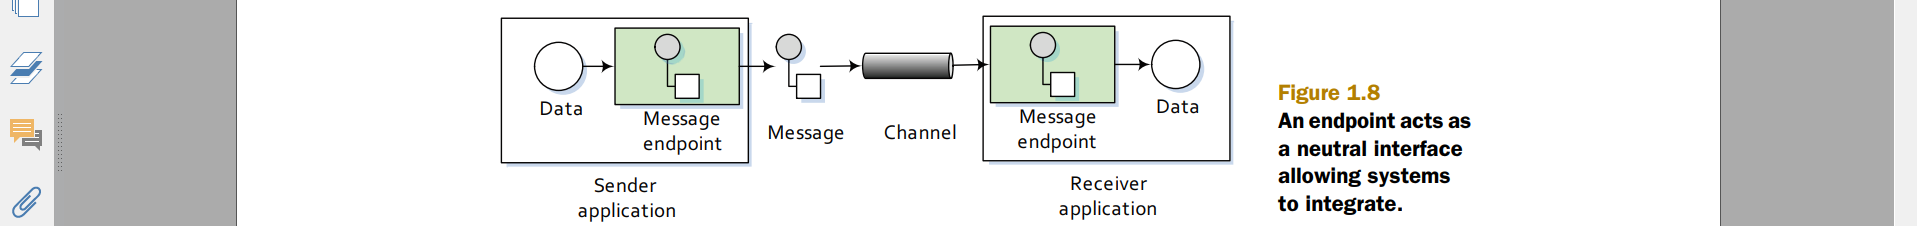 Data
Message
endpoint
Message
Channel
Message
endpoint
Data
Sender
application
Receiver
application
Figure 1.8
An endpoint acts as
a neutral interface
allowing systems
to integrate.